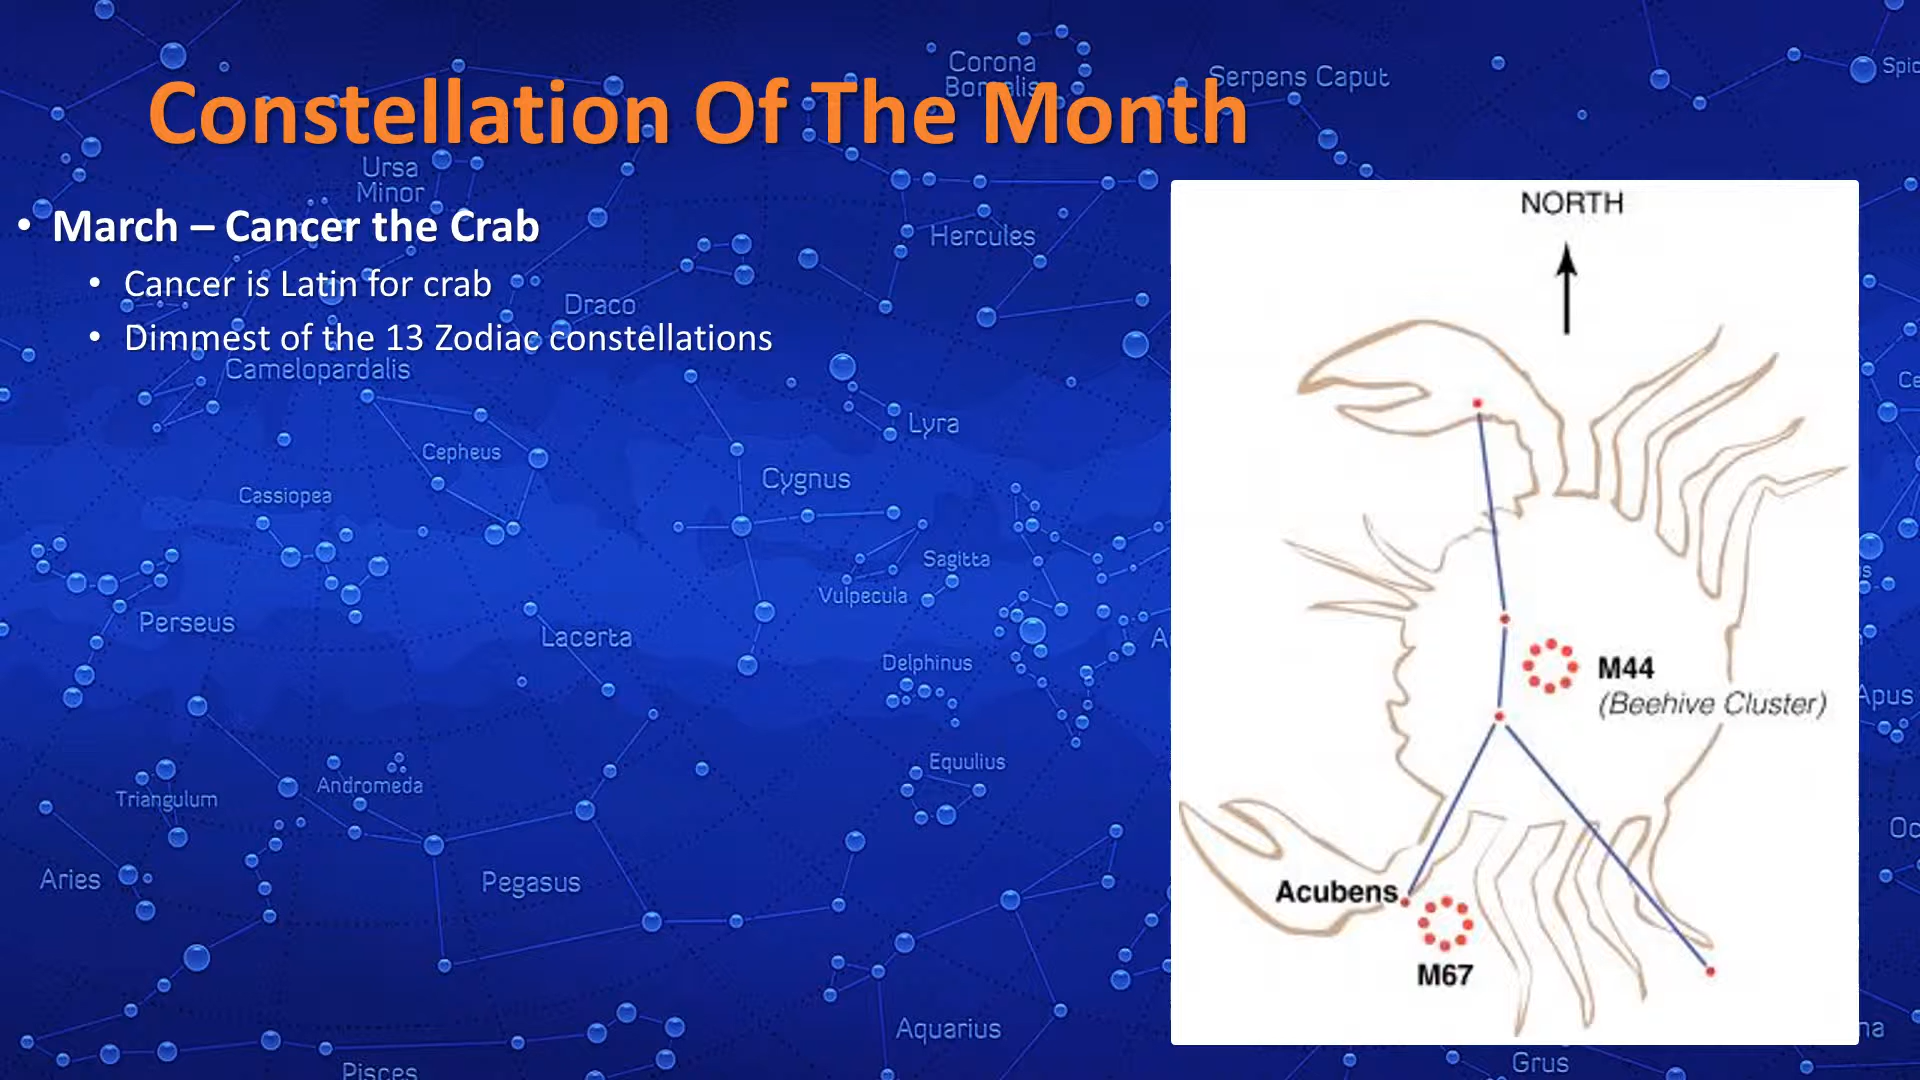 Constellation Of The Month
• March – Cancer the Crab
• Cancer is Latin for crab
• Dimmest of the 13 Zodiac constellations
NORTH
M44
(Beehive Cluster)
Acubens
M67
Corona
Borealis
Serpens Caput
Ursa
Minor
Hercules
Draco
Camelopardalis
Lyra
Cepheus
Cygnus
Cassiopea
Sagitta
Vulpecula
Perseus
Lacerta
Delphinus
Apus
Equulius
Andromeda
Triangulum
Aries
Pegasus
Aquarius
Pisces
Grus